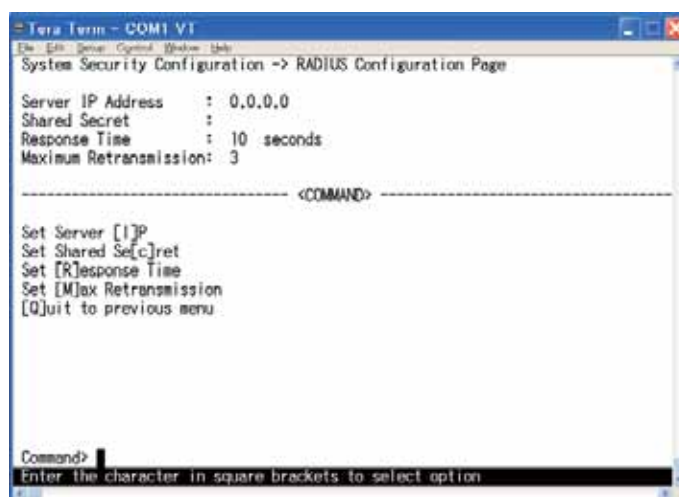 Tera Term - COM1 VT
File Edit Setup Control Window Help
System Security Configuration -> RADIUS Configuration Page
Server IP Address : 0.0.0.0
Shared Secret :
Response Time : 10 seconds
Maximum Retransmission: 3
------------------------------------ <COMMAND> ------------------------------------
Set Server [I]P
Set Shared Se[c]ret
Set [R]esponse Time
Set [M]ax Retransmission
[Q]uit to previous menu
Command>
Enter the character in square brackets to select option